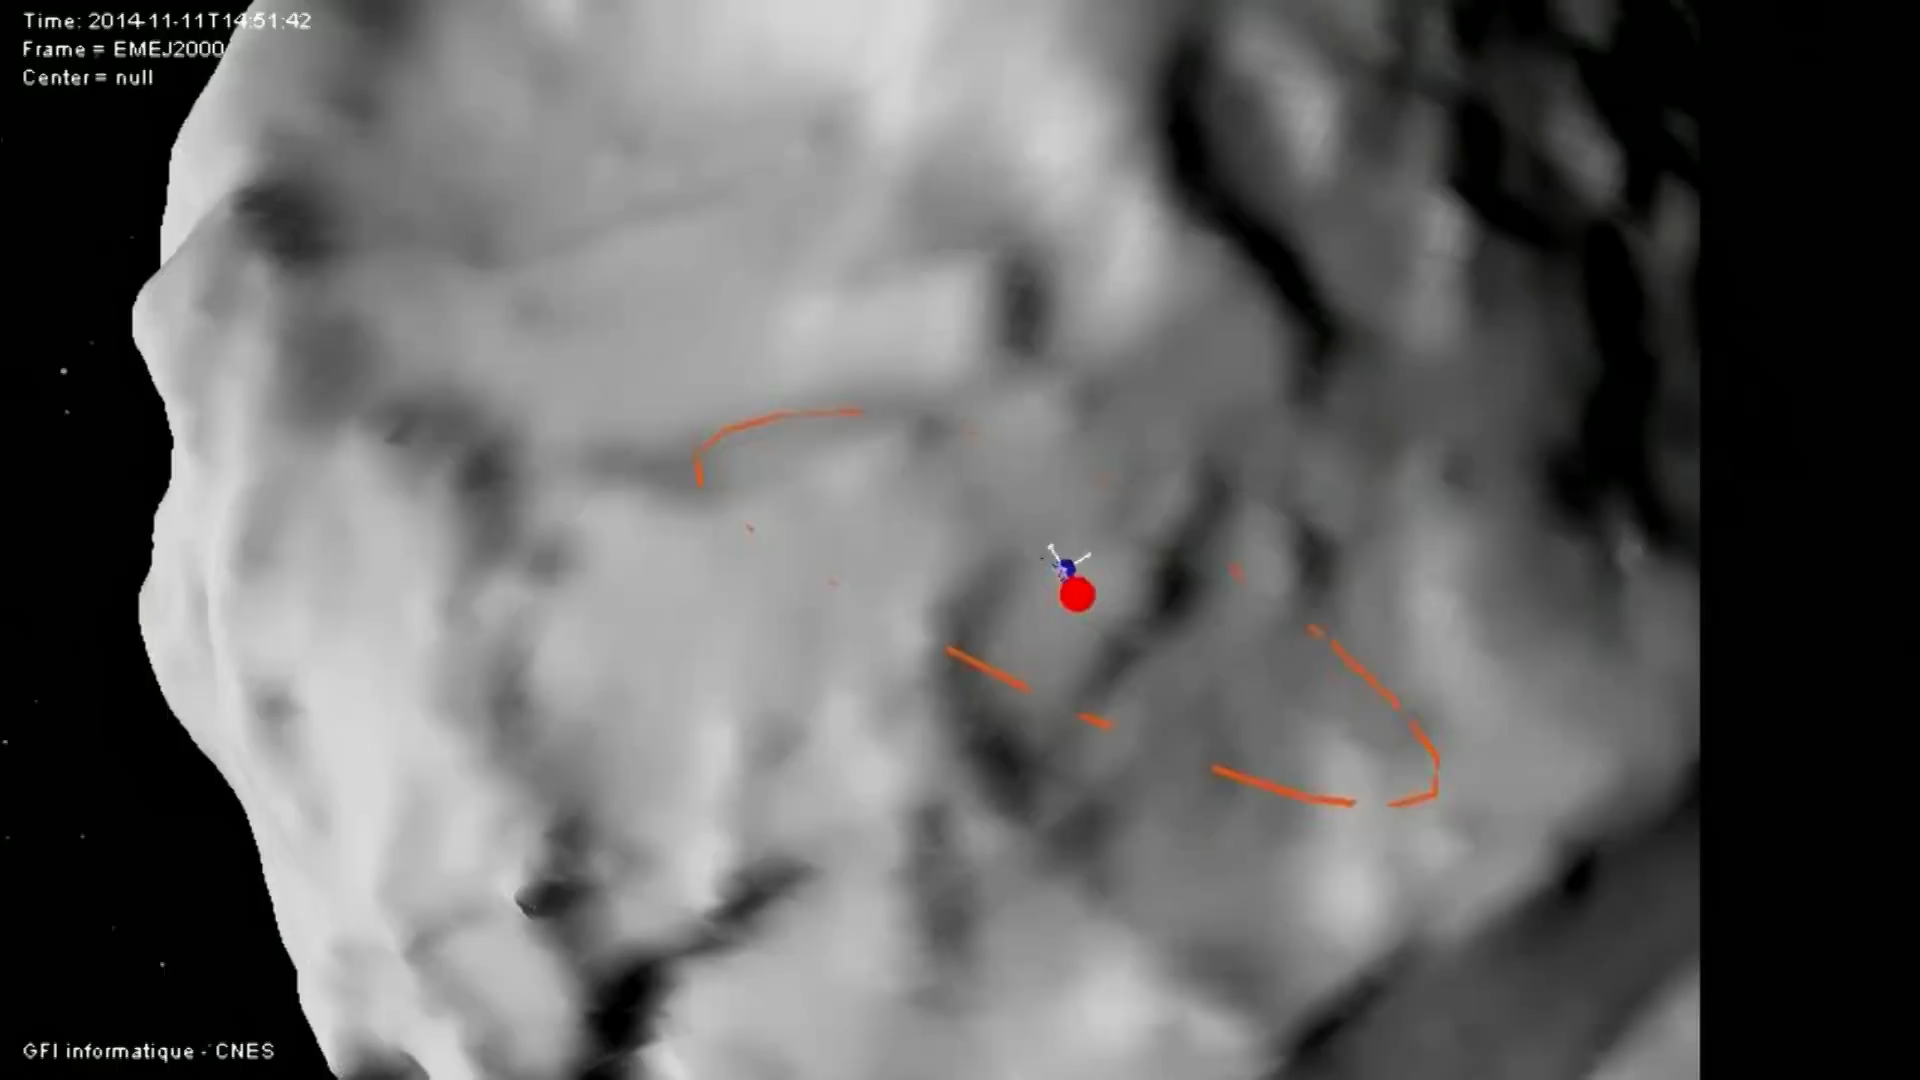 Time: 2014-11-11T14:51:42
Frame = EMEJ2000
Center = null
GFI informatique - CNES